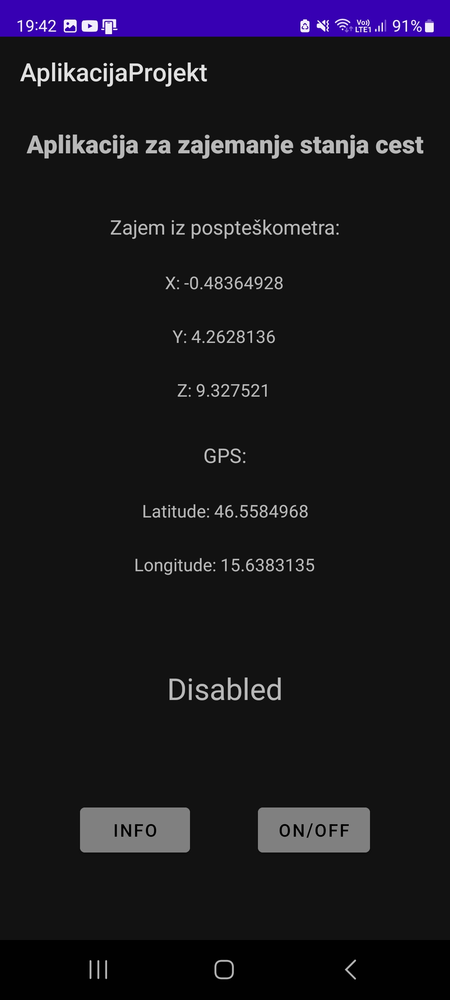 19:42 Vo)) LTE1 91%
AplikacijaProjekt
Aplikacija za zajemanje stanja cest
Zajem iz pospteškometra:
X: -0.48364928
Y: 4.2628136
Z: 9.327521
GPS:
Latitude: 46.5584968
Longitude: 15.6383135
Disabled
INFO ON/OFF